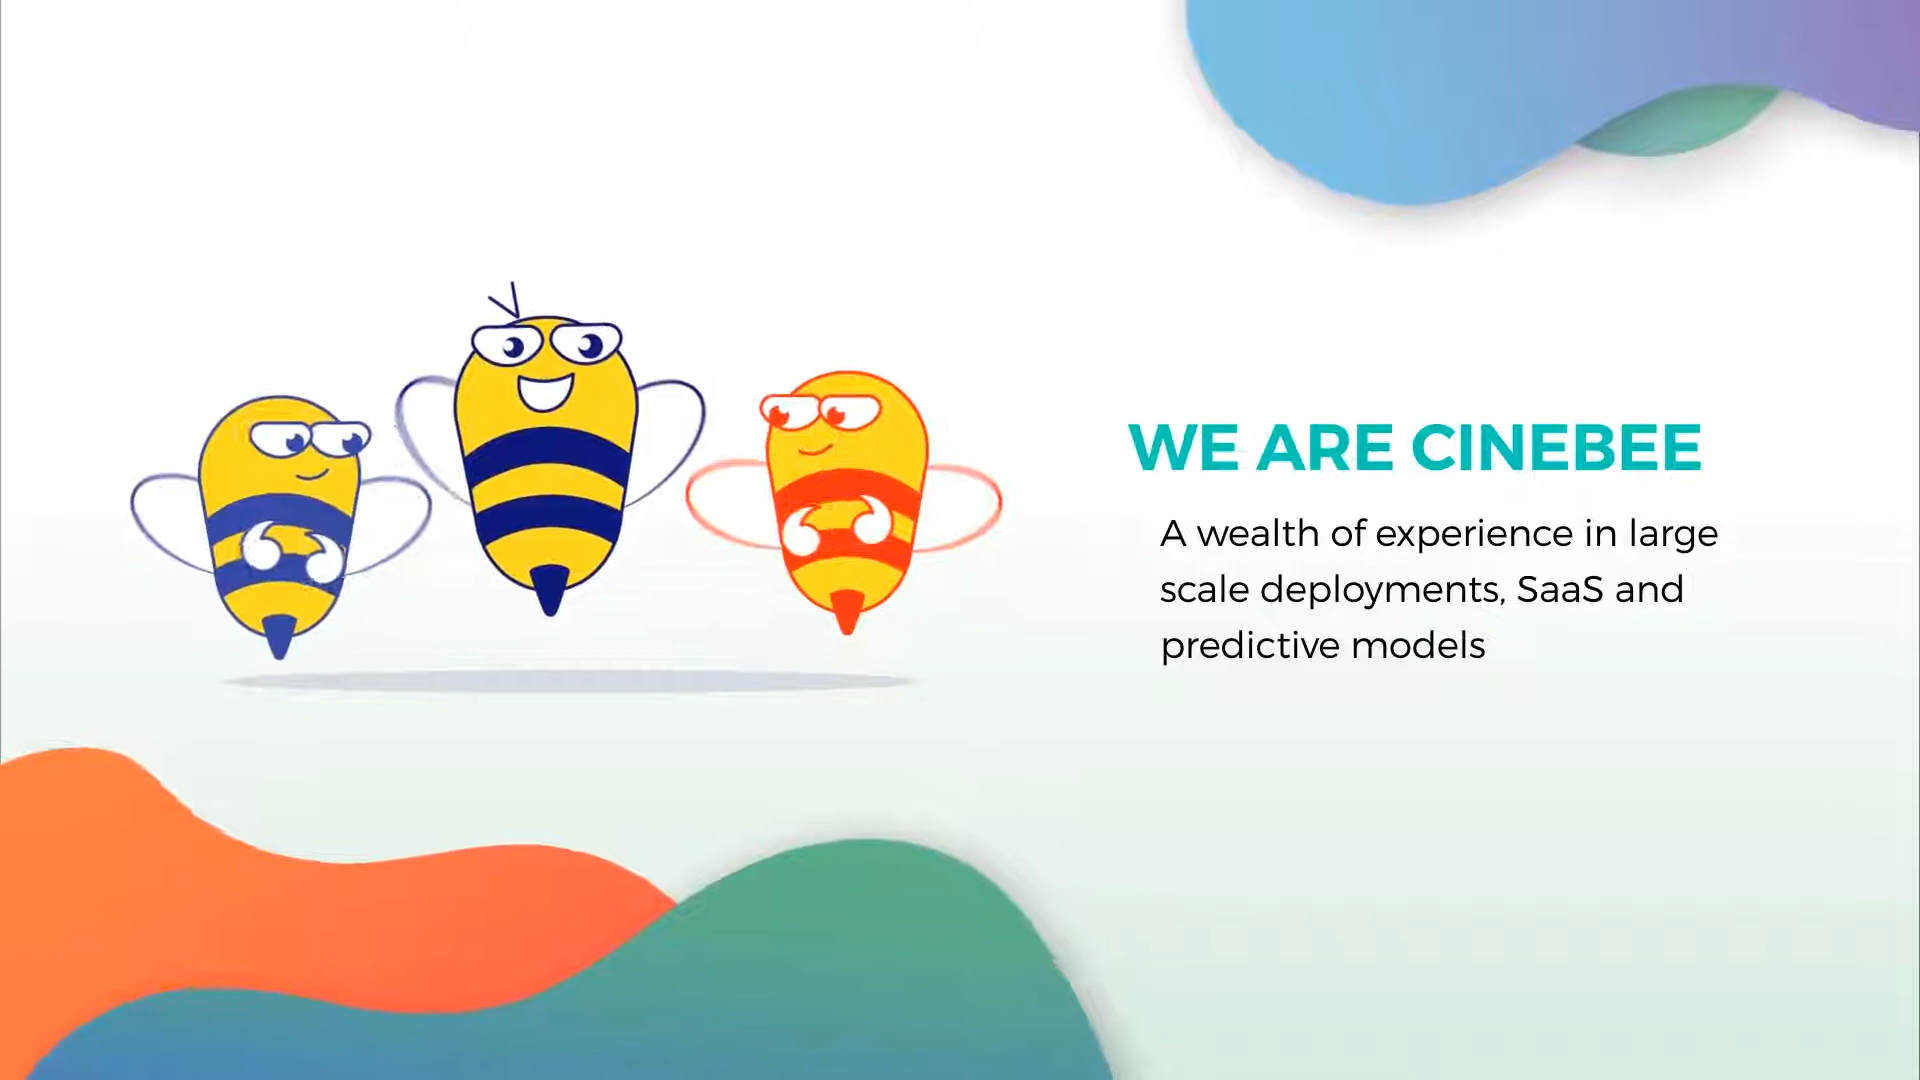 WE ARE CINEBEE
A wealth of experience in large
scale deployments, SaaS and
predictive models